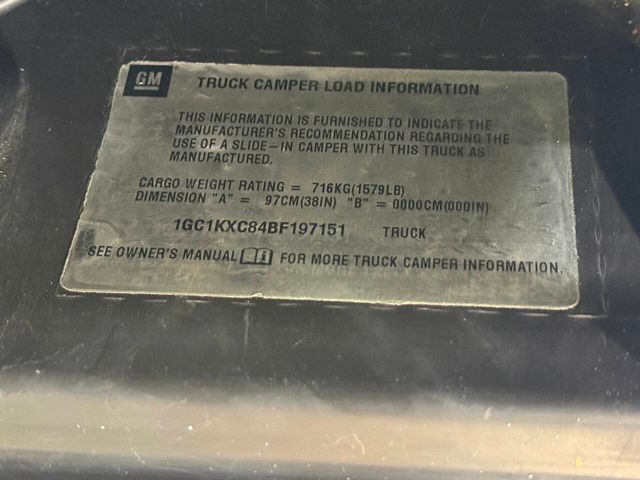 GM TRUCK CAMPER LOAD INFORMATION
THIS INFORMATION IS FURNISHED TO INDICATE THE
MANUFACTURER'S RECOMMENDATION REGARDING THE
USE OF A SLIDE-IN CAMPER WITH THIS TRUCK AS
MANUFACTURED.
CARGO WEIGHT RATING = 716KG(1579LB)
DIMENSION "A" = 97CM(38IN) "B" = 0000CM(000IN)
1GC1KXC84BF197151 TRUCK
SEE OWNER'S MANUAL FOR MORE TRUCK CAMPER INFORMATION.